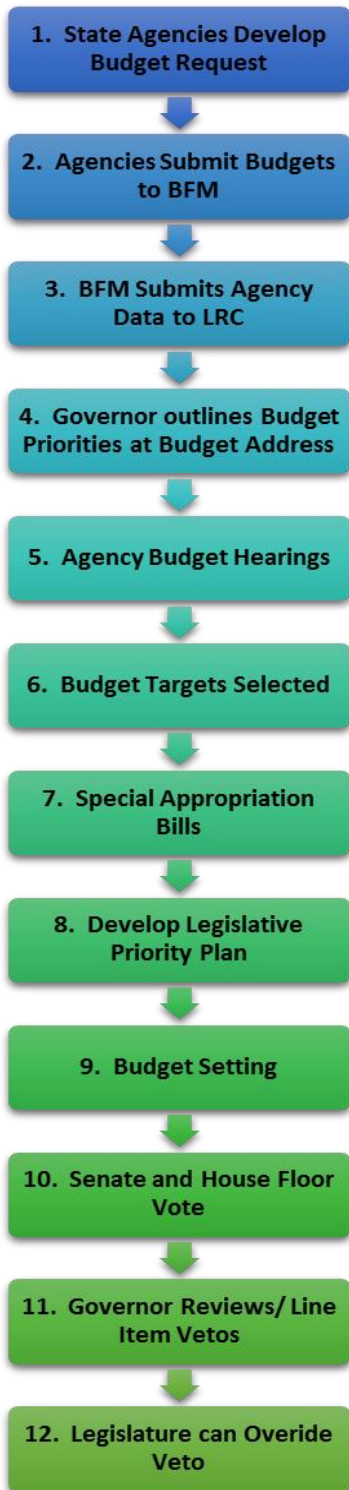 1. State Agencies Develop
Budget Request
2. Agencies Submit Budgets
to BFM
3. BFM Submits Agency
Data to LRC
4. Governor outlines Budget
Priorities at Budget Address
5. Agency Budget Hearings
6. Budget Targets Selected
7. Special Appropriation
Bills
8. Develop Legislative
Priority Plan
9. Budget Setting
10. Senate and House Floor
Vote
11. Governor Reviews/ Line
Item Vetos
12. Legislature can Overide
Veto